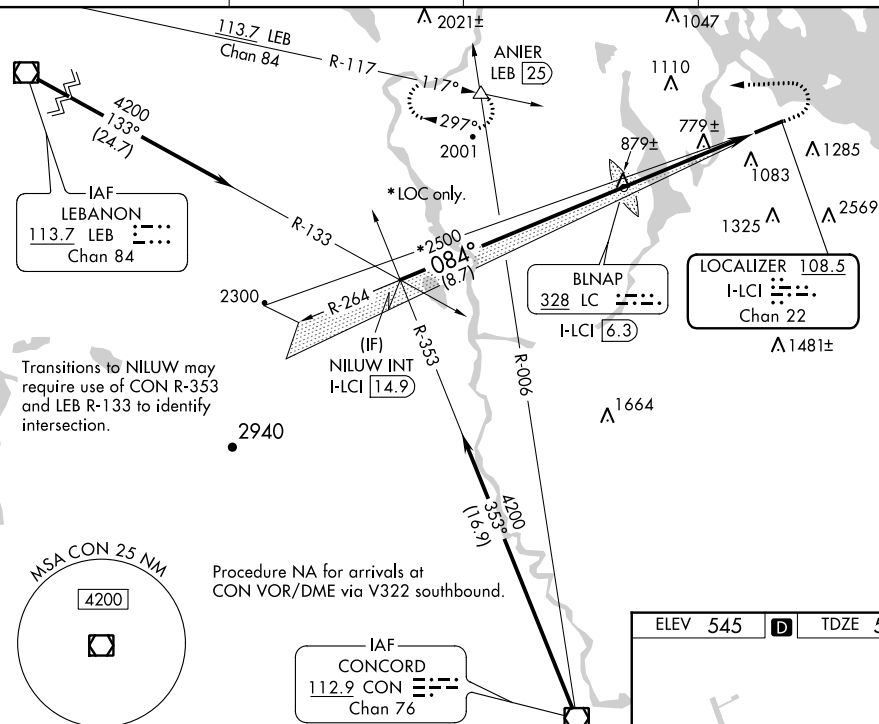 113.7 LEB
Chan 84
R-117
2021±
1047
ANIER
LEB 25
117°
297°
2001
1110
4200
133°
(24.7)
879±
779±
1285
1083
1325
2569
IAF
LEBANON
113.7 LEB
Chan 84
*LOC only.
R-133
*2500
084°
(8.7)
BLNAP
328 LC
I-LCI 6.3
LOCALIZER 108.5
I-LCI
Chan 22
2300
R-264
(IF)
NILUW INT
I-LCI 14.9
R-353
R-006
1481±
Transitions to NILUW may
require use of CON R-353
and LEB R-133 to identify
intersection.
1664
2940
4200
353°
(16.9)
MSA CON 25 NM
4200
Procedure NA for arrivals at
CON VOR/DME via V322 southbound.
IAF
CONCORD
112.9 CON
Chan 76
ELEV 545 D TDZE